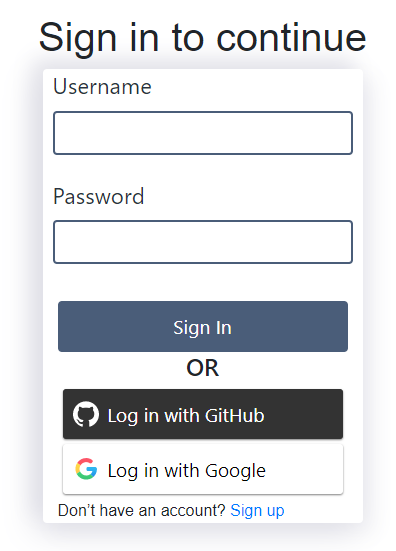 Sign in to continue
Username
Password
Sign In
OR
Log in with GitHub
Log in with Google
Don't have an account? Sign up